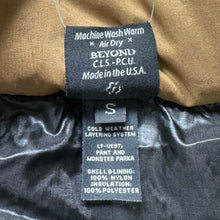 Machine Wash Warm
* Air Dry *
BEYOND
C.L.S. - P.C.U.
Made in the U.S.A.
S
COLD WEATHER
LAYERING SYSTEM
L7-VEST,
PANT AND
MONSTER PARKA
SHELL & LINING:
100% NYLON
INSULATION:
100% POLYESTER